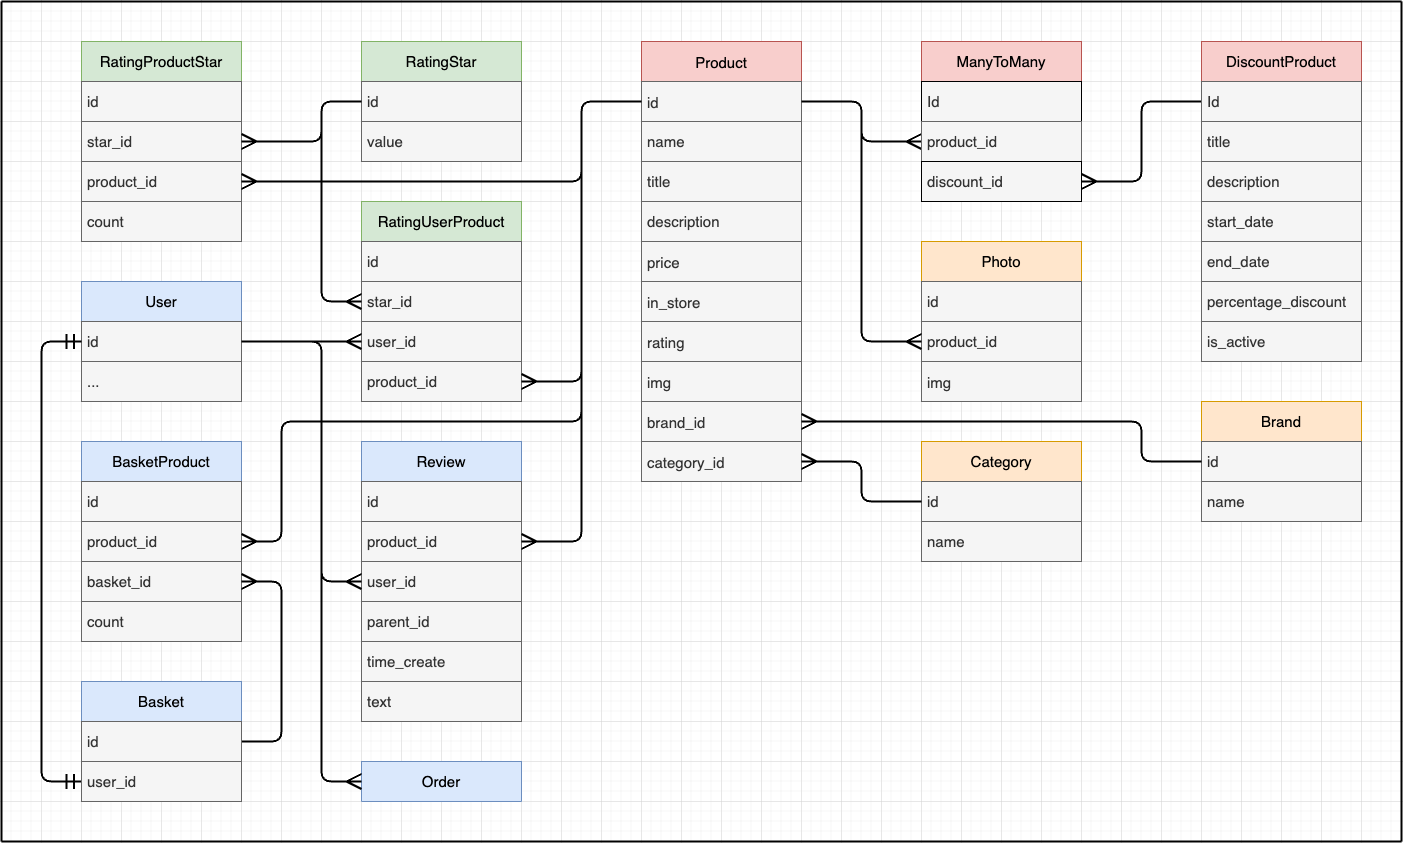 RatingProductStar
id
star_id
product_id
count
RatingStar
id
value
RatingUserProduct
id
star_id
user_id
product_id
User
id
...
BasketProduct
id
product_id
basket_id
count
Basket
id
user_id
Review
id
product_id
user_id
parent_id
time_create
text
Order
Product
id
name
title
description
price
in_store
rating
img
brand_id
category_id
ManyToMany
Id
product_id
discount_id
Photo
id
product_id
img
Category
id
name
DiscountProduct
Id
title
description
start_date
end_date
percentage_discount
is_active
Brand
id
name